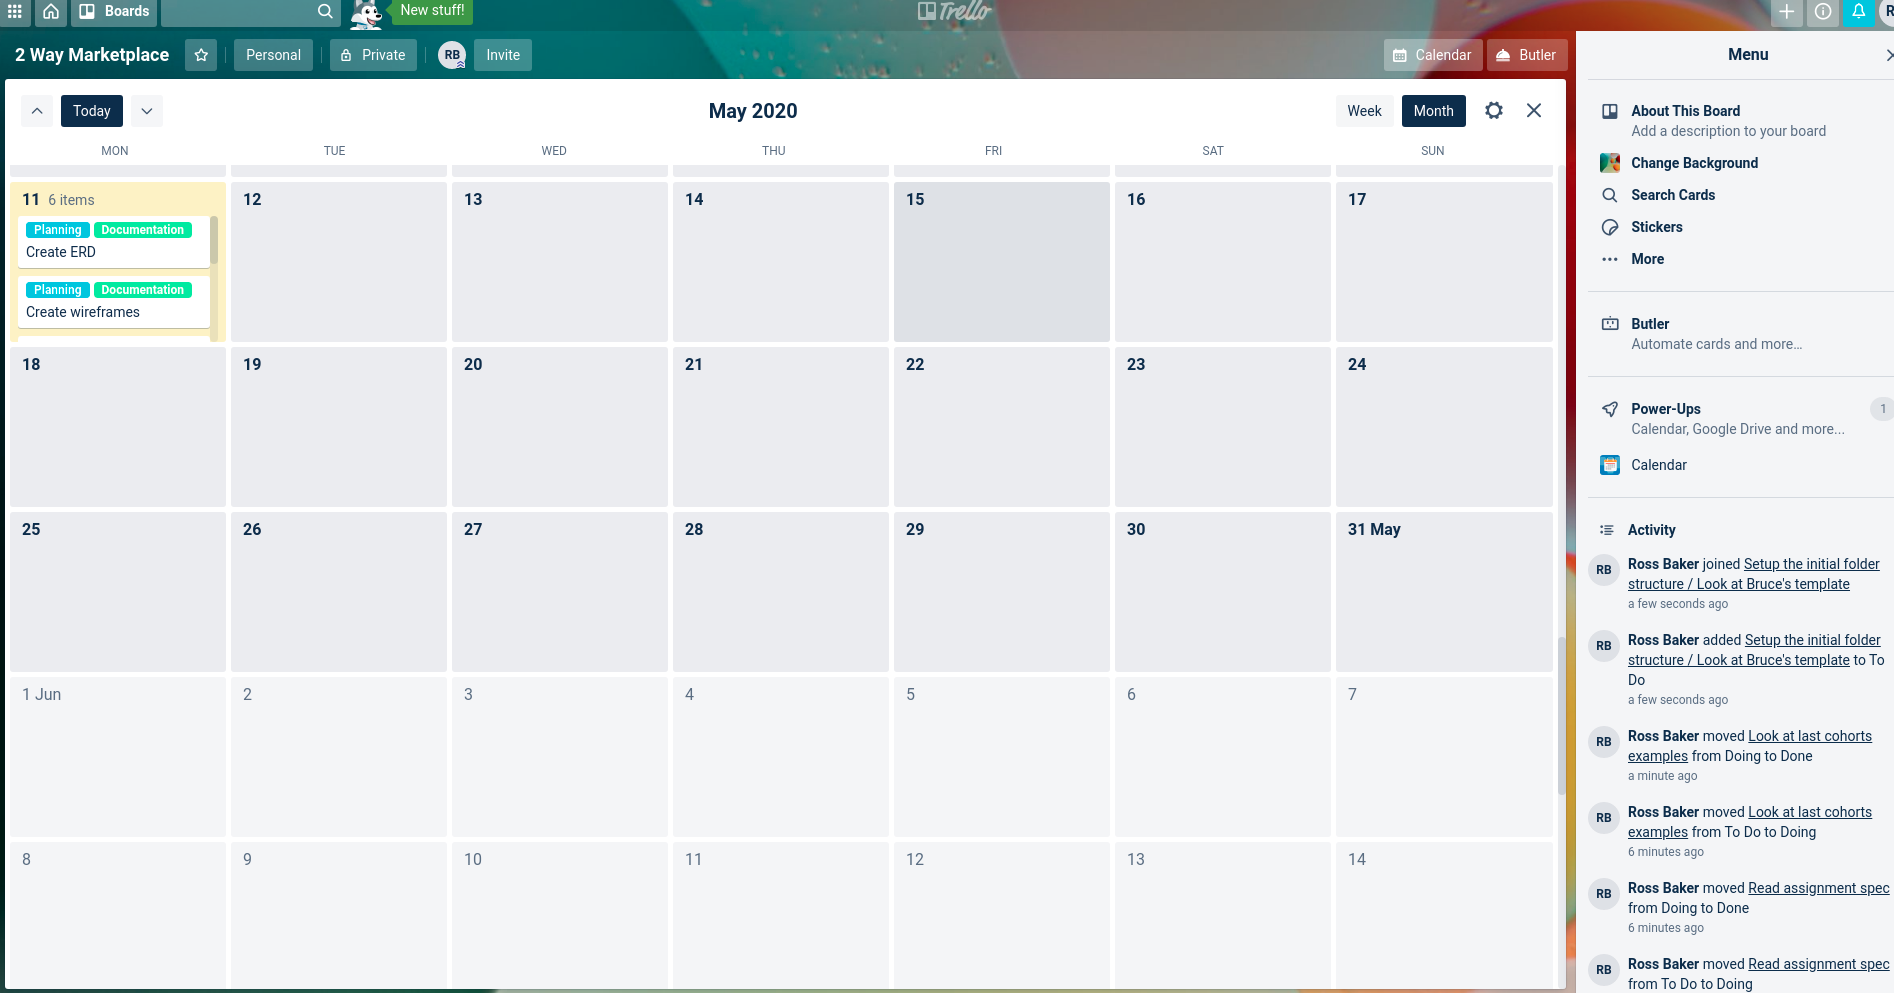 Boards
New stuff!
Trello
R
2 Way Marketplace
Personal
Private
RB
Invite
Calendar
Butler
Today
May 2020
Week
Month
MON TUE WED THU FRI SAT SUN
11 6 items
Planning Documentation
Create ERD
Planning Documentation
Create wireframes
12
13
14
15
16
17
18
19
20
21
22
23
24
25
26
27
28
29
30
31 May
1 Jun
2
3
4
5
6
7
8
9
10
11
12
13
14
Menu
About This Board
Add a description to your board
Change Background
Search Cards
Stickers
More
Butler
Automate cards and more…
Power-Ups
1
Calendar, Google Drive and more...
Calendar
Activity
RB
Ross Baker joined Setup the initial folder
structure / Look at Bruce's template
a few seconds ago
RB
Ross Baker added Setup the initial folder
structure / Look at Bruce's template to To
Do
a few seconds ago
RB
Ross Baker moved Look at last cohorts
examples from Doing to Done
a minute ago
RB
Ross Baker moved Look at last cohorts
examples from To Do to Doing
6 minutes ago
RB
Ross Baker moved Read assignment spec
from Doing to Done
6 minutes ago
RB
Ross Baker moved Read assignment spec
from To Do to Doing